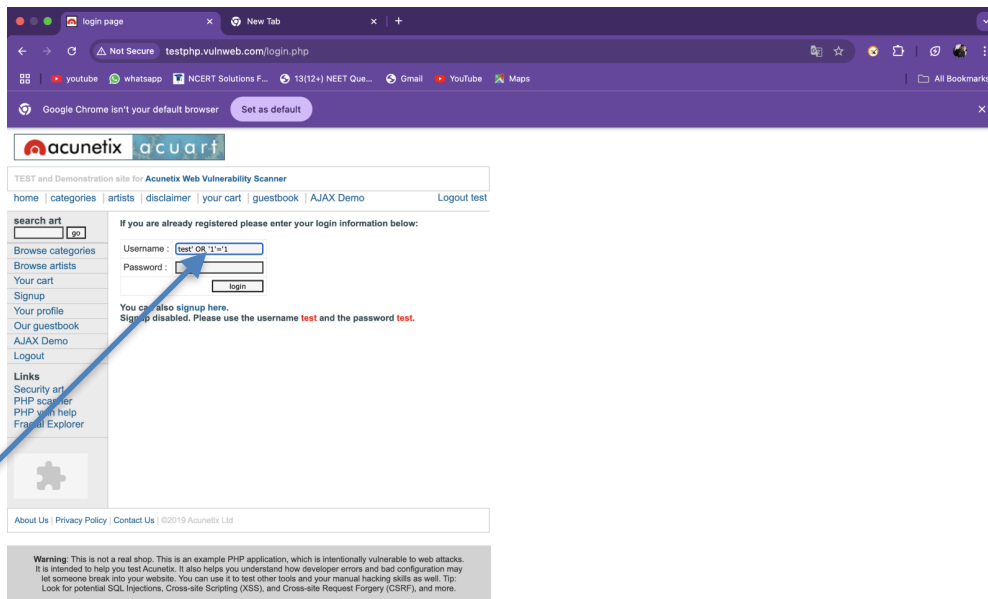 login page
New Tab
Not Secure testphp.vulnweb.com/login.php
youtube whatsapp NCERT Solutions F... 13(12+) NEET Que... Gmail YouTube Maps All Bookmarks
Google Chrome isn't your default browser Set as default
acunetix acuart
TEST and Demonstration site for Acunetix Web Vulnerability Scanner
home | categories | artists | disclaimer | your cart | guestbook | AJAX Demo Logout test
search art
go
Browse categories
Browse artists
Your cart
Signup
Your profile
Our guestbook
AJAX Demo
Logout
Links
Security art
PHP scanner
PHP vuln help
Fractal Explorer
If you are already registered please enter your login information below:
Username : test' OR '1'='1
Password :
login
You can also signup here.
Signup disabled. Please use the username test and the password test.
About Us | Privacy Policy | Contact Us | ©2019 Acunetix Ltd
Warning: This is not a real shop. This is an example PHP application, which is intentionally vulnerable to web attacks.
It is intended to help you test Acunetix. It also helps you understand how developer errors and bad configuration may
let someone break into your website. You can use it to test other tools and your manual hacking skills as well. Tip:
Look for potential SQL Injections, Cross-site Scripting (XSS), and Cross-site Request Forgery (CSRF), and more.